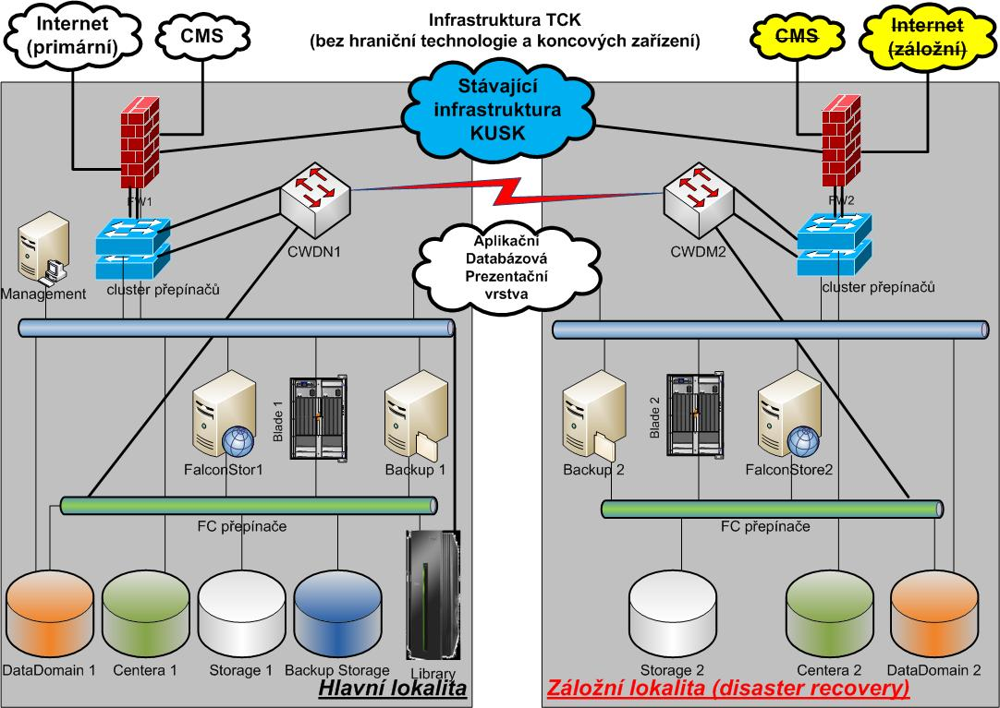 Infrastruktura TCK
(bez hraniční technologie a koncových zařízení)
Internet
(primární)
CMS
CMS
Internet
(záložní)
Stávající
infrastruktura
KUSK
FW1
FW2
CWDN1
CWDM2
Management
cluster přepínačů
cluster přepínačů
Aplikační
Databázová
Prezentační
vrstva
FalconStor1
Blade 1
Backup 1
Backup 2
Blade 2
FalconStore2
FC přepínače
FC přepínače
DataDomain 1
Centera 1
Storage 1
Backup Storage
Library
Storage 2
Centera 2
DataDomain 2
Hlavní lokalita
Záložní lokalita (disaster recovery)